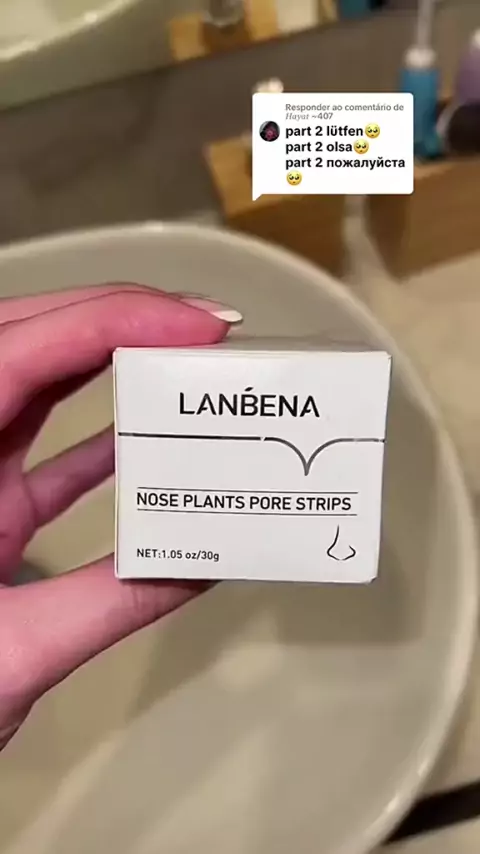 Responder ao comentário de
Hayat ~407
part 2 lütfen🥺
part 2 olsa🥺
part 2 пожалуйста
🥺
LANBENA
NOSE PLANTS PORE STRIPS
NET:1.05 oz/30g